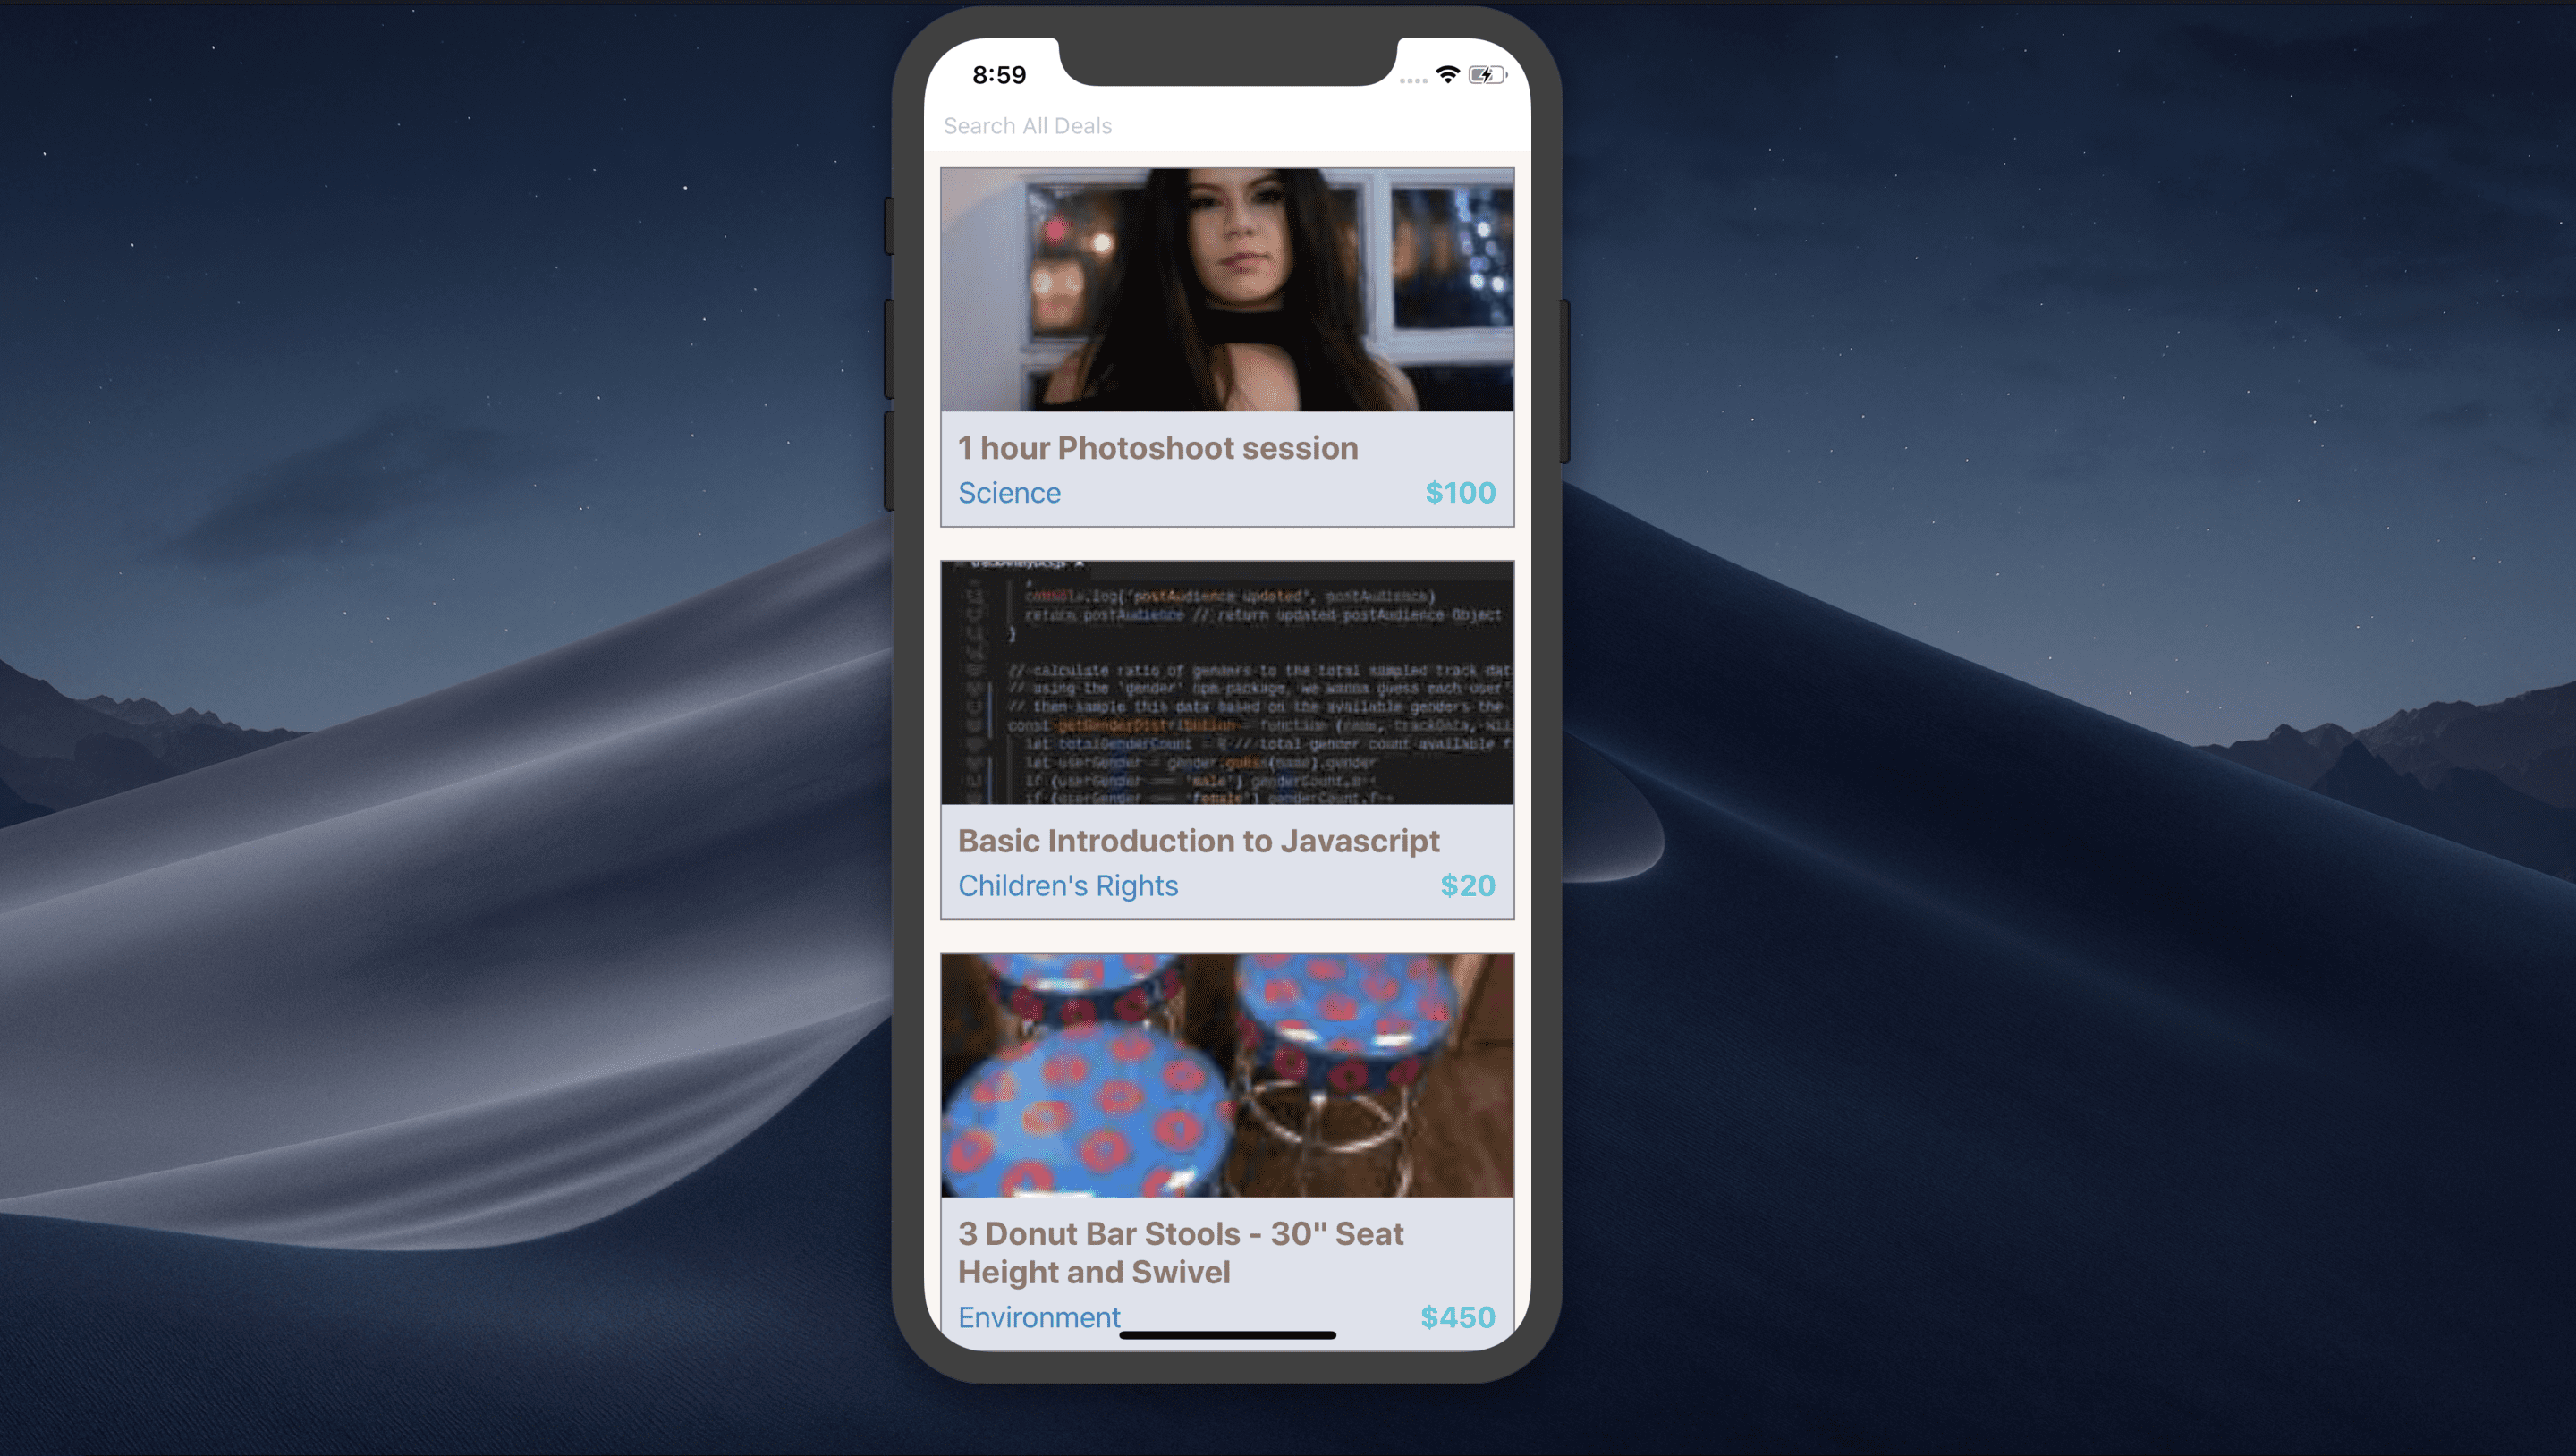 8:59
Search All Deals
1 hour Photoshoot session
Science $100
console.log('postAudience updated', postAudience)
return postAudience // return updated postAudience Object
}
// calculate ratio of genders to the total sampled track dat
// using the 'gender' npm package, we wanna guess each user'
// then sample this data based on the available genders the
const getGenderDistribution = function (name, trackData,
let totalGenderCount = // total gender count available f
let userGender = gender.guess(name).gender
if (userGender === 'male') genderCount.m++
if (userGender === 'female') genderCount.f++
Basic Introduction to Javascript
Children's Rights $20
3 Donut Bar Stools - 30" Seat
Height and Swivel
Environment $450